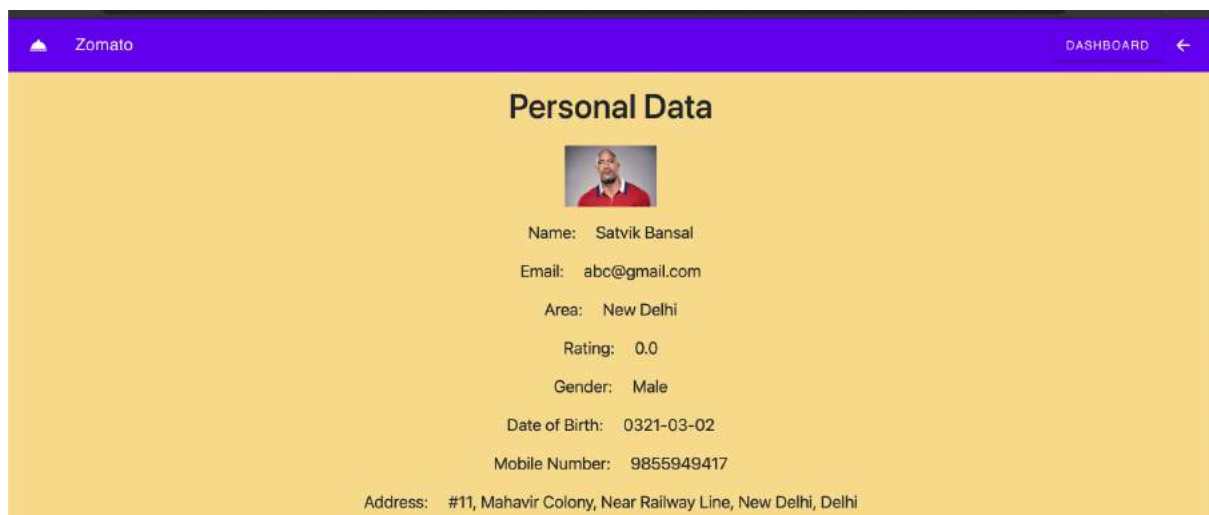 Zomato
DASHBOARD
Personal Data
Name: Satvik Bansal
Email: abc@gmail.com
Area: New Delhi
Rating: 0.0
Gender: Male
Date of Birth: 0321-03-02
Mobile Number: 9855949417
Address: #11, Mahavir Colony, Near Railway Line, New Delhi, Delhi